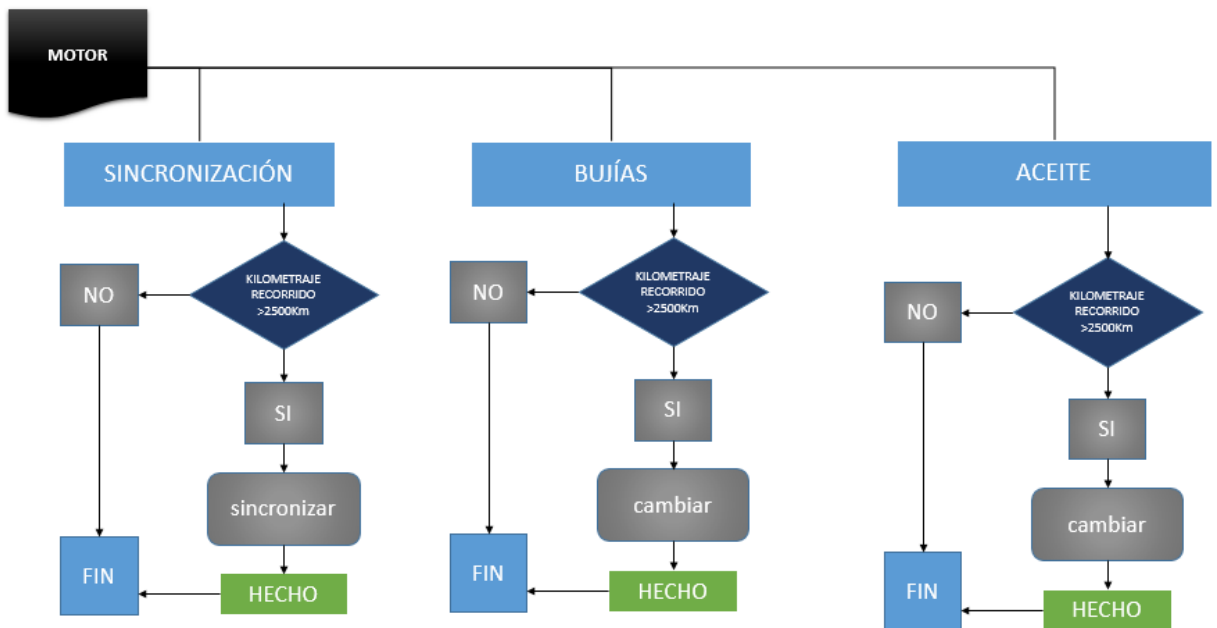 MOTOR
SINCRONIZACIÓN
BUJÍAS
ACEITE
KILOMETRAJE
RECORRIDO
>2500Km
NO
SI
sincronizar
HECHO
FIN
KILOMETRAJE
RECORRIDO
>2500Km
NO
SI
cambiar
HECHO
FIN
KILOMETRAJE
RECORRIDO
>2500Km
NO
SI
cambiar
HECHO
FIN